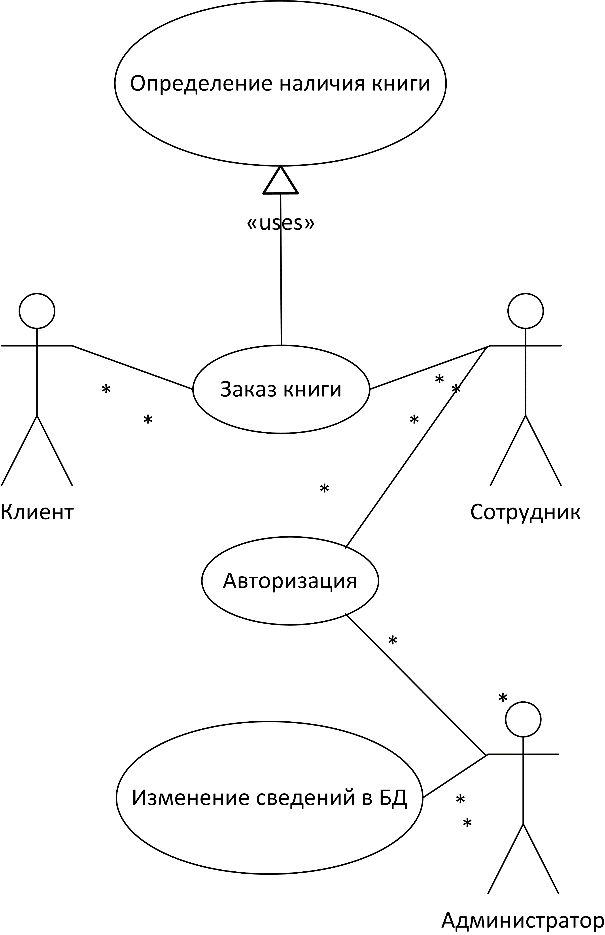 Определение наличия книги
«uses»
Заказ книги
*
*
*
*
*
Клиент
*
Сотрудник
Авторизация
*
*
Изменение сведений в БД
*
*
Администратор